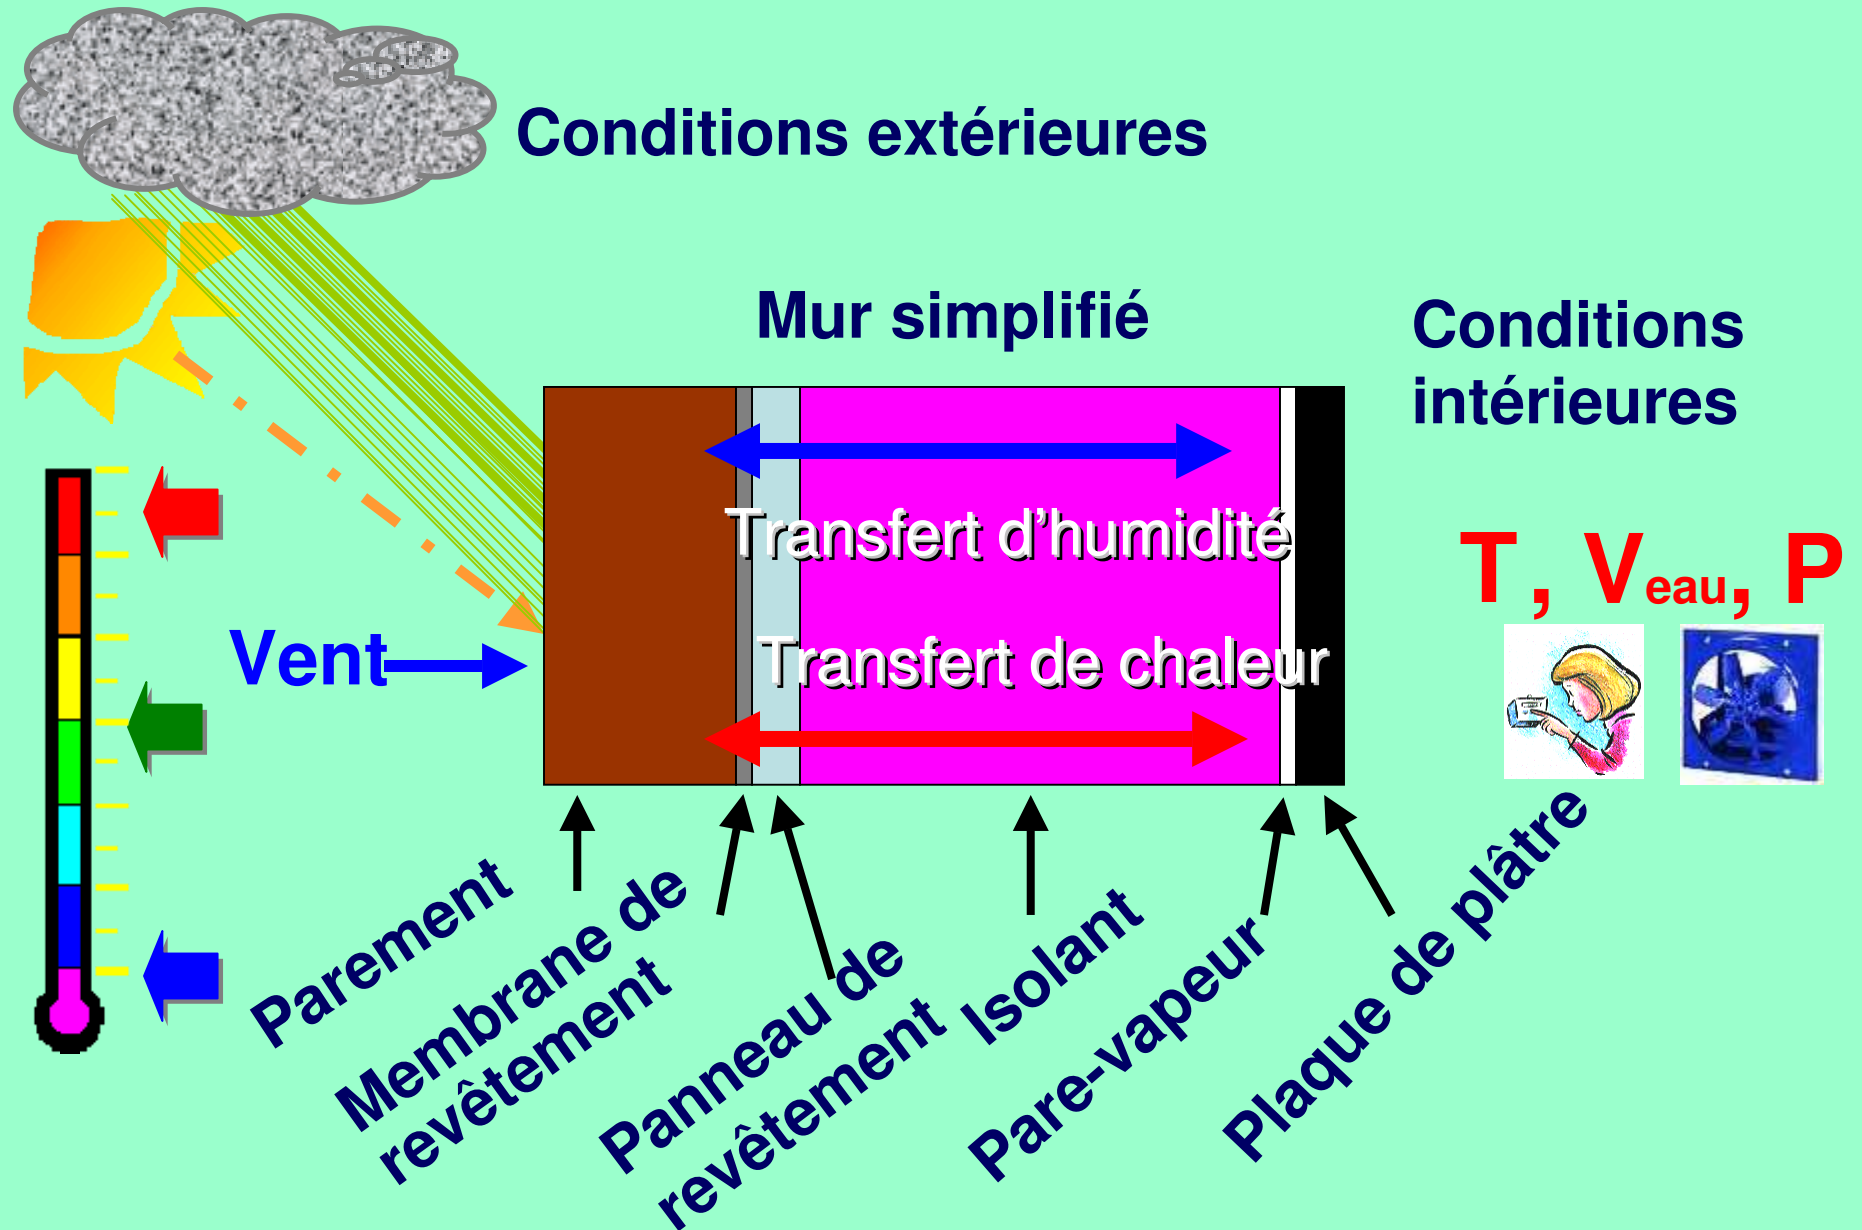 Conditions extérieures
Mur simplifié
Conditions
intérieures
Transfert d'humidité
T, Veau, P
Vent
Transfert de chaleur
Parement
Membrane de
revêtement
Panneau de
revêtement
Isolant
Pare-vapeur
Plaque de plâtre